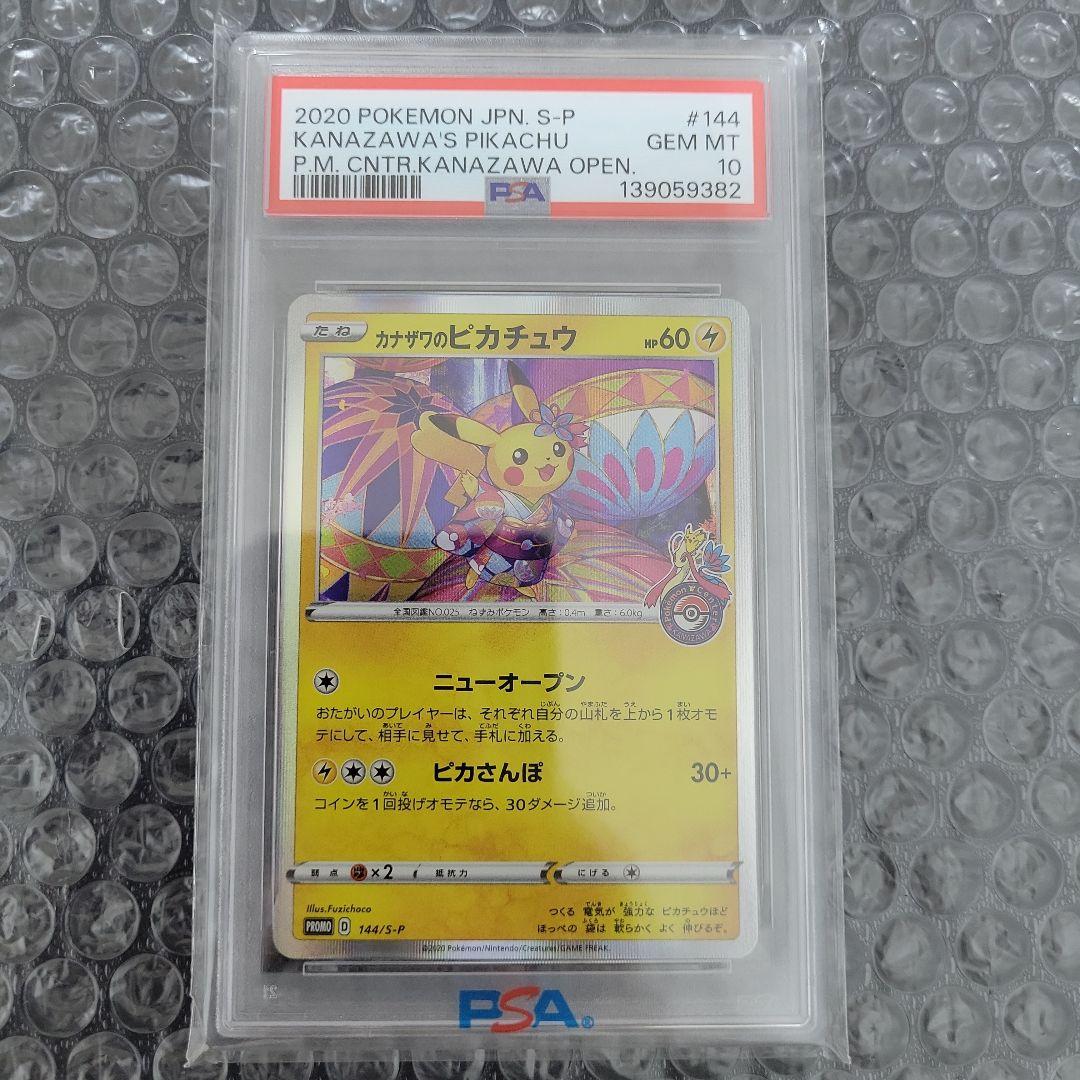 2020 POKEMON JPN. S-P #144
KANAZAWA'S PIKACHU GEM MT
P.M. CNTR.KANAZAWA OPEN. 10
PSA 139059382
たね カナザワのピカチュウ HP60
全国図鑑NO.025 ねずみポケモン 高さ:0.4m 重さ:6.0kg
Pokémon Center
KANAZAWA
ニューオープン
おたがいのプレイヤーは、それぞれ自分の山札を上から1枚オモ
テにして、相手に見せて、手札に加える。
ピカさんぽ 30+
コインを1回投げオモテなら、30ダメージ追加。
弱点 ×2 抵抗力 にげる
Illus.Fuzichoco
つくる 電気が 強力な ピカチュウほど
ほっぺの 袋は 軟らかく よく 伸びるぞ。
PROMO D 144/S-P
©2020 Pokémon/Nintendo/Creatures/GAME FREAK.
PSA®